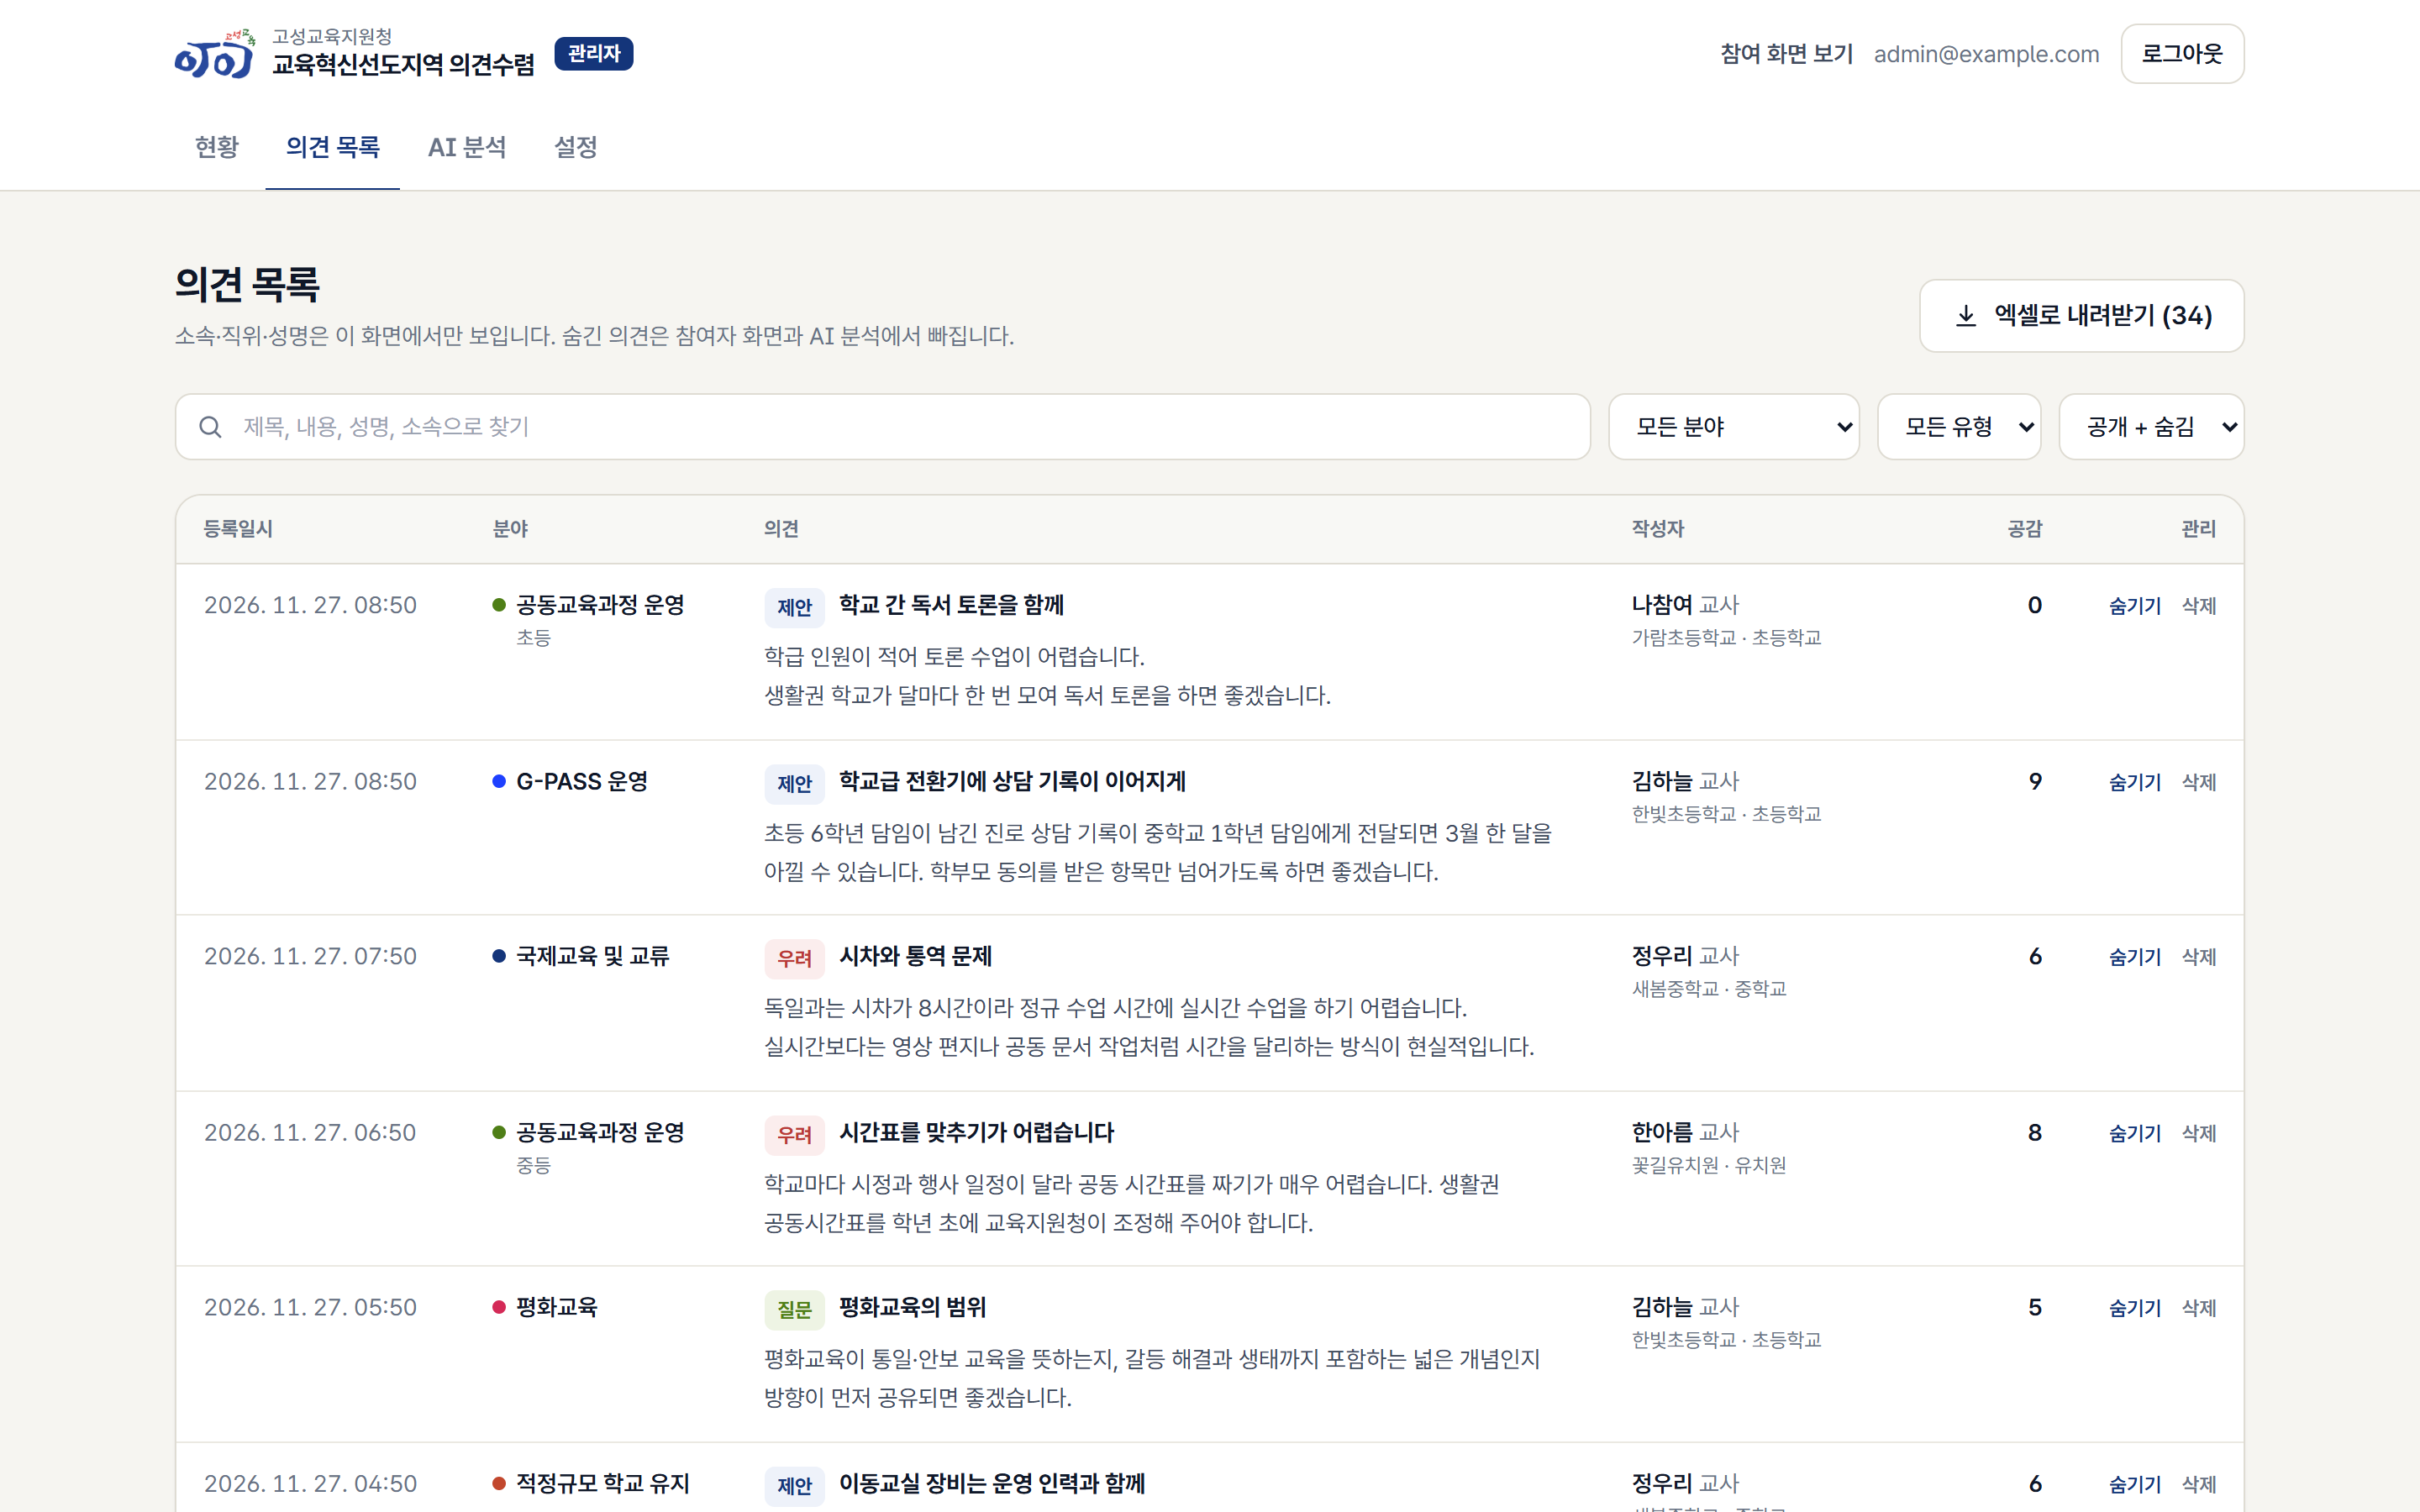 고성교육
아이
고성교육지원청
교육혁신선도지역 의견수렴
관리자
참여 화면 보기
admin@example.com
로그아웃
현황
의견 목록
AI 분석
설정
의견 목록
소속·직위·성명은 이 화면에서만 보입니다. 숨긴 의견은 참여자 화면과 AI 분석에서 빠집니다.
엑셀로 내려받기 (34)
제목, 내용, 성명, 소속으로 찾기
모든 분야
모든 유형
공개 + 숨김
등록일시 분야 의견 작성자 공감 관리
2026. 11. 27. 08:50
공동교육과정 운영
초등
제안 학교 간 독서 토론을 함께
학급 인원이 적어 토론 수업이 어렵습니다.
생활권 학교가 달마다 한 번 모여 독서 토론을 하면 좋겠습니다.
나참여 교사
가람초등학교 · 초등학교
0
숨기기 삭제
2026. 11. 27. 08:50
G-PASS 운영
제안 학교급 전환기에 상담 기록이 이어지게
초등 6학년 담임이 남긴 진로 상담 기록이 중학교 1학년 담임에게 전달되면 3월 한 달을
아낄 수 있습니다. 학부모 동의를 받은 항목만 넘어가도록 하면 좋겠습니다.
김하늘 교사
한빛초등학교 · 초등학교
9
숨기기 삭제
2026. 11. 27. 07:50
국제교육 및 교류
우려 시차와 통역 문제
독일과는 시차가 8시간이라 정규 수업 시간에 실시간 수업을 하기 어렵습니다.
실시간보다는 영상 편지나 공동 문서 작업처럼 시간을 달리하는 방식이 현실적입니다.
정우리 교사
새봄중학교 · 중학교
6
숨기기 삭제
2026. 11. 27. 06:50
공동교육과정 운영
중등
우려 시간표를 맞추기가 어렵습니다
학교마다 시정과 행사 일정이 달라 공동 시간표를 짜기가 매우 어렵습니다. 생활권
공동시간표를 학년 초에 교육지원청이 조정해 주어야 합니다.
한아름 교사
꽃길유치원 · 유치원
8
숨기기 삭제
2026. 11. 27. 05:50
평화교육
질문 평화교육의 범위
평화교육이 통일·안보 교육을 뜻하는지, 갈등 해결과 생태까지 포함하는 넓은 개념인지
방향이 먼저 공유되면 좋겠습니다.
김하늘 교사
한빛초등학교 · 초등학교
5
숨기기 삭제
2026. 11. 27. 04:50
적정규모 학교 유지
제안 이동교실 장비는 운영 인력과 함께
정우리 교사
6
숨기기 삭제